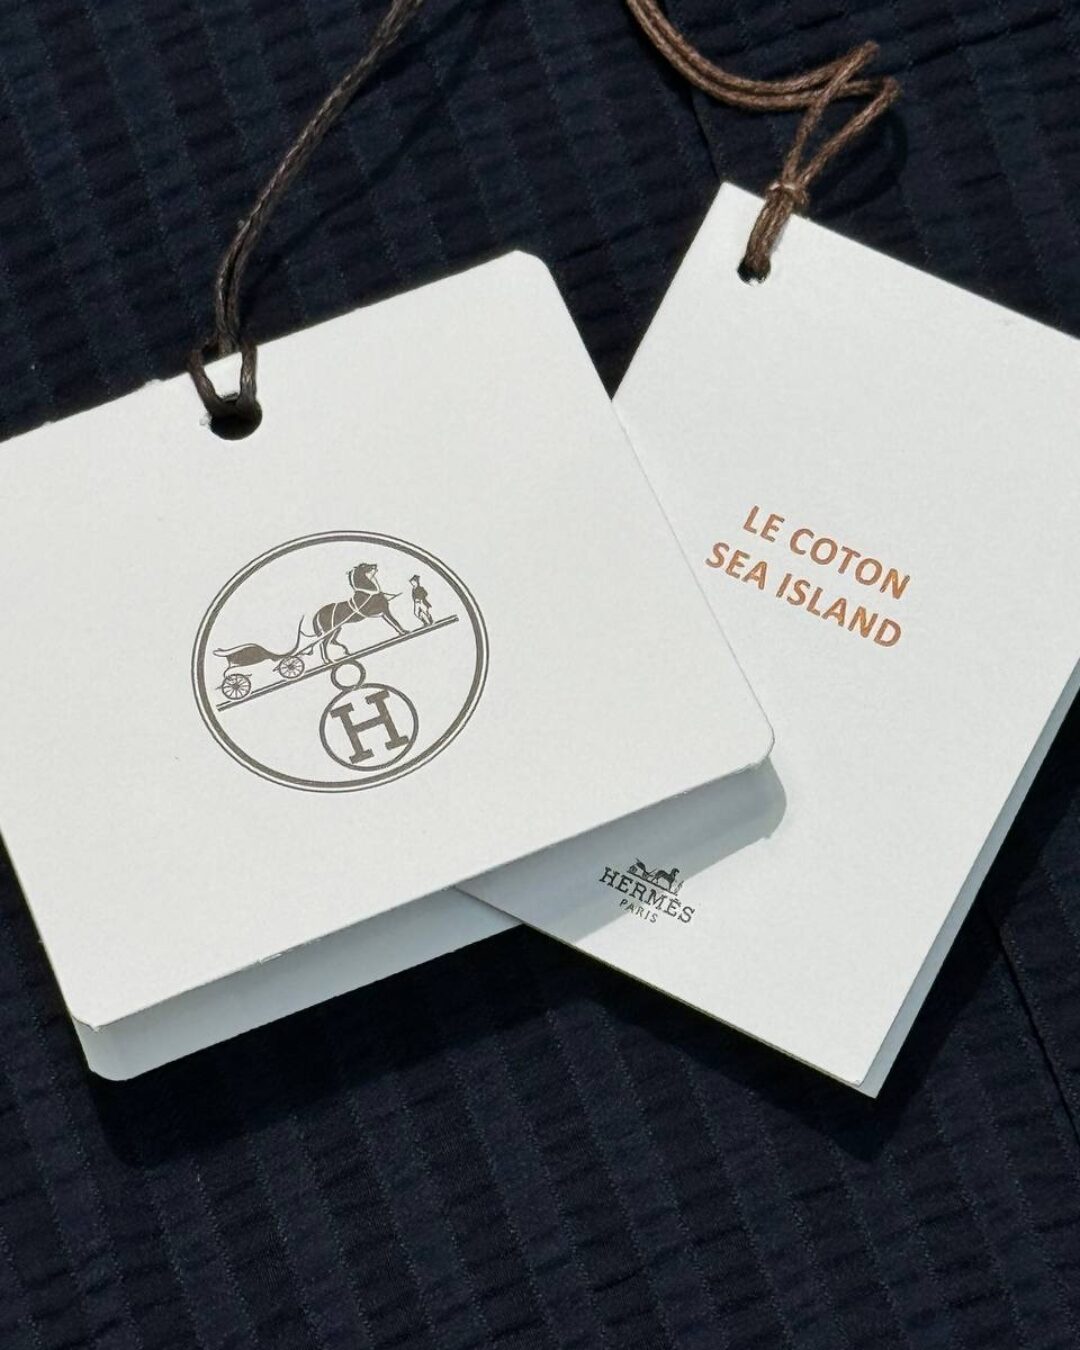 H
LE COTON
SEA ISLAND
HERMÈS
PARIS